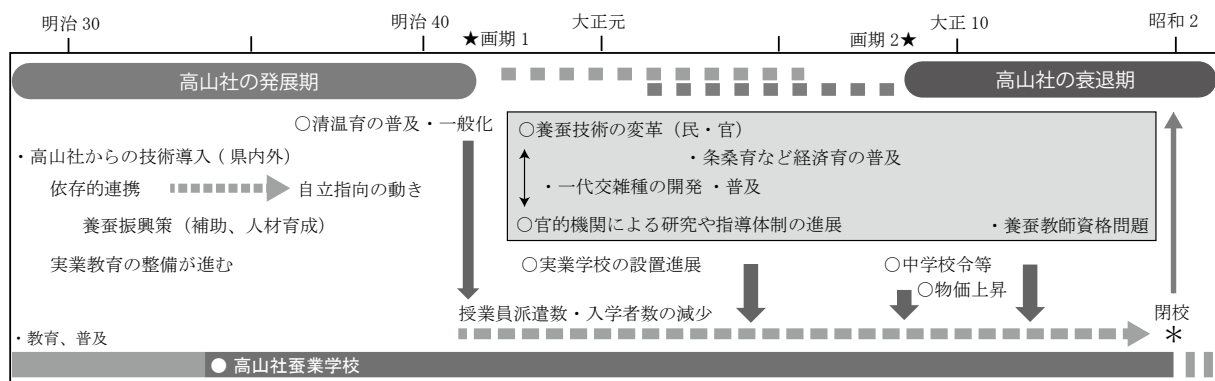 明治 30 明治 40 大正元 大正 10 昭和 2
★画期 1 画期 2★
高山社の発展期 高山社の衰退期
○清温育の普及・一般化
・高山社からの技術導入 ( 県内外 )
依存的連携 自立指向の動き
養蚕振興策（補助、人材育成）
実業教育の整備が進む
○養蚕技術の変革（民・官）
・条桑育など経済育の普及
・一代交雑種の開発 ・普及
○官的機関による研究や指導体制の進展
・養蚕教師資格問題
○実業学校の設置進展
○中学校令等
○物価上昇
授業員派遣数・入学者数の減少
閉校
＊
・教育、普及
● 高山社蚕業学校